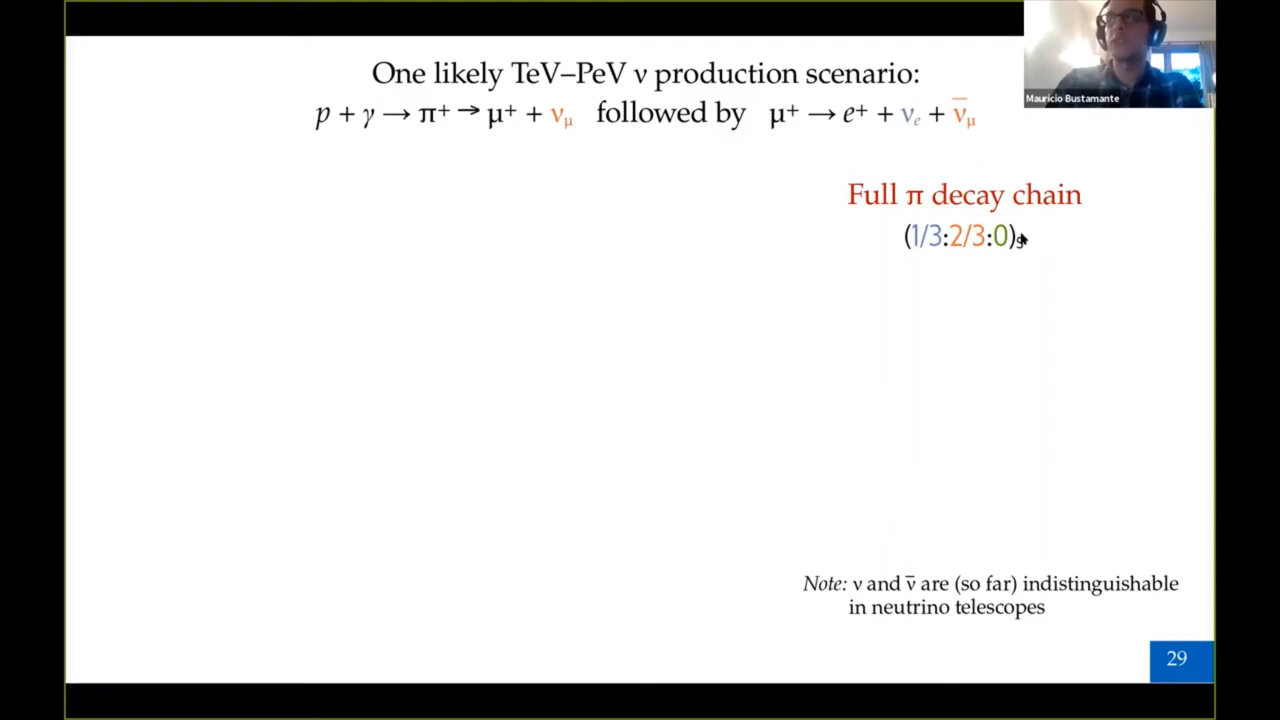 One likely TeV–PeV ν production scenario:
p + γ → π⁺ → μ⁺ + ν_μ followed by μ⁺ → e⁺ + ν_e + ν̄_μ
Mauricio Bustamante
Full π decay chain
(1/3:2/3:0)
Note: ν and ν̄ are (so far) indistinguishable
in neutrino telescopes
29